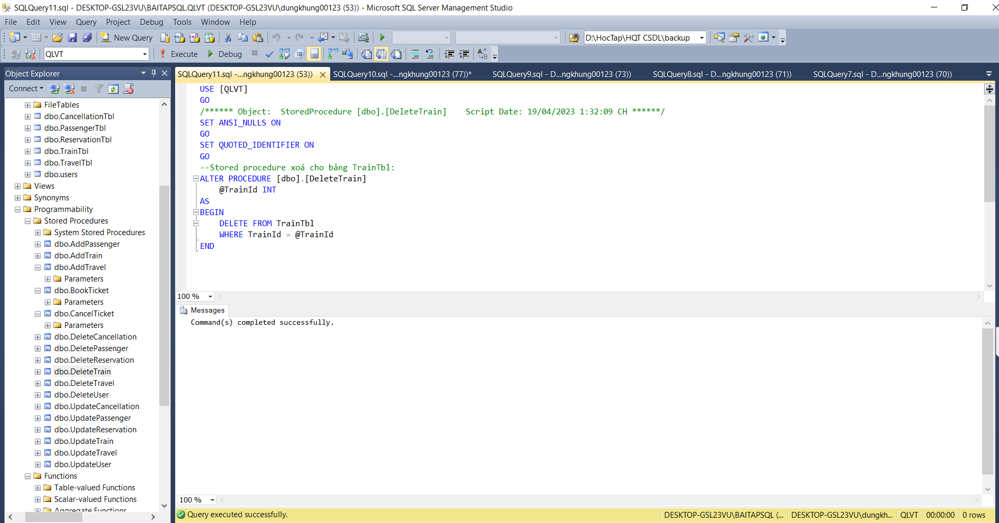 SQLQuery11.sql - DESKTOP-GSL23VU\BAITAPSQL.QLVT (DESKTOP-GSL23VU\dungkhung00123 (53)) - Microsoft SQL Server Management Studio
File Edit View Query Project Debug Tools Window Help
New Query
D:\HocTap\HQT CSDL\backup
QLVT
Execute
Debug
Object Explorer
Connect
FileTables
dbo.CancellationTbl
dbo.PassengerTbl
dbo.ReservationTbl
dbo.TrainTbl
dbo.TravelTbl
dbo.users
Views
Synonyms
Programmability
Stored Procedures
System Stored Procedures
dbo.AddPassenger
dbo.AddTrain
dbo.AddTravel
Parameters
dbo.BookTicket
Parameters
dbo.CancelTicket
Parameters
dbo.DeleteCancellation
dbo.DeletePassenger
dbo.DeleteReservation
dbo.DeleteTrain
dbo.DeleteTravel
dbo.DeleteUser
dbo.UpdateCancellation
dbo.UpdatePassenger
dbo.UpdateReservation
dbo.UpdateTrain
dbo.UpdateTravel
dbo.UpdateUser
Functions
Table-valued Functions
Scalar-valued Functions
Aggregate Functions
SQLQuery11.sql -...ngkhung00123 (53))
SQLQuery10.sql -...ngkhung00123 (77))*
SQLQuery9.sql - D...ngkhung00123 (73))
SQLQuery8.sql - D...ngkhung00123 (71))
SQLQuery7.sql - D...ngkhung00123 (70))
USE [QLVT]
GO
/****** Object:  StoredProcedure [dbo].[DeleteTrain]    Script Date: 19/04/2023 1:32:09 CH ******/
SET ANSI_NULLS ON
GO
SET QUOTED_IDENTIFIER ON
GO
--Stored procedure xoá cho bảng TrainTbl:
ALTER PROCEDURE [dbo].[DeleteTrain]
@TrainId INT
AS
BEGIN
DELETE FROM TrainTbl
WHERE TrainId = @TrainId
END
100 %
Messages
Command(s) completed successfully.
100 %
Query executed successfully.
DESKTOP-GSL23VU\BAITAPSQL (...
DESKTOP-GSL23VU\dungkh...
QLVT
00:00:00
0 rows